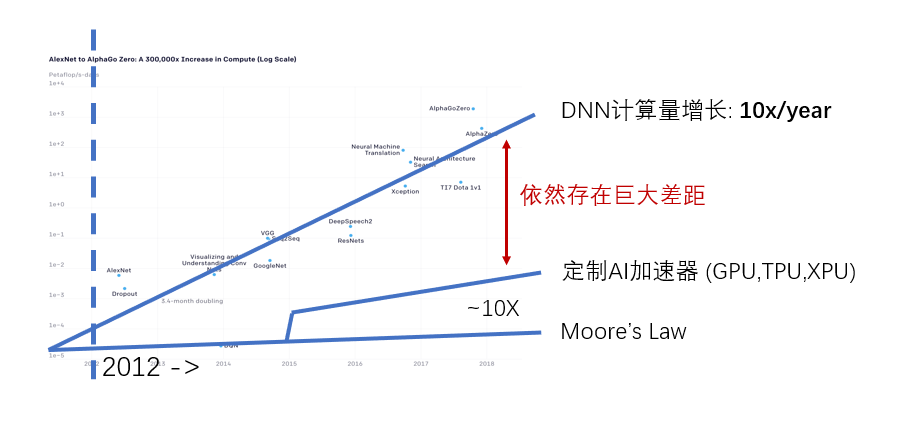 AlexNet to AlphaGo Zero: A 300,000x Increase in Compute (Log Scale)
Petaflop/s-days
1e+4
1e+3
1e+2
1e+1
1e+0
1e-1
1e-2
1e-3
1e-4
1e-5
AlphaGoZero
AlphaZero
Neural Machine
Translation
Neural Architecture
Search
Xception
TI7 Dota 1v1
DeepSpeech2
ResNets
VGG
Seq2Seq
GoogleNet
Visualizing and
Understanding Conv
Nets
AlexNet
Dropout
3.4-month doubling
DQN
2012
2013
2014
2015
2016
2017
2018
DNN计算量增长: 10x/year
依然存在巨大差距
定制AI加速器 (GPU,TPU,XPU)
~10X
Moore's Law
2012 ->